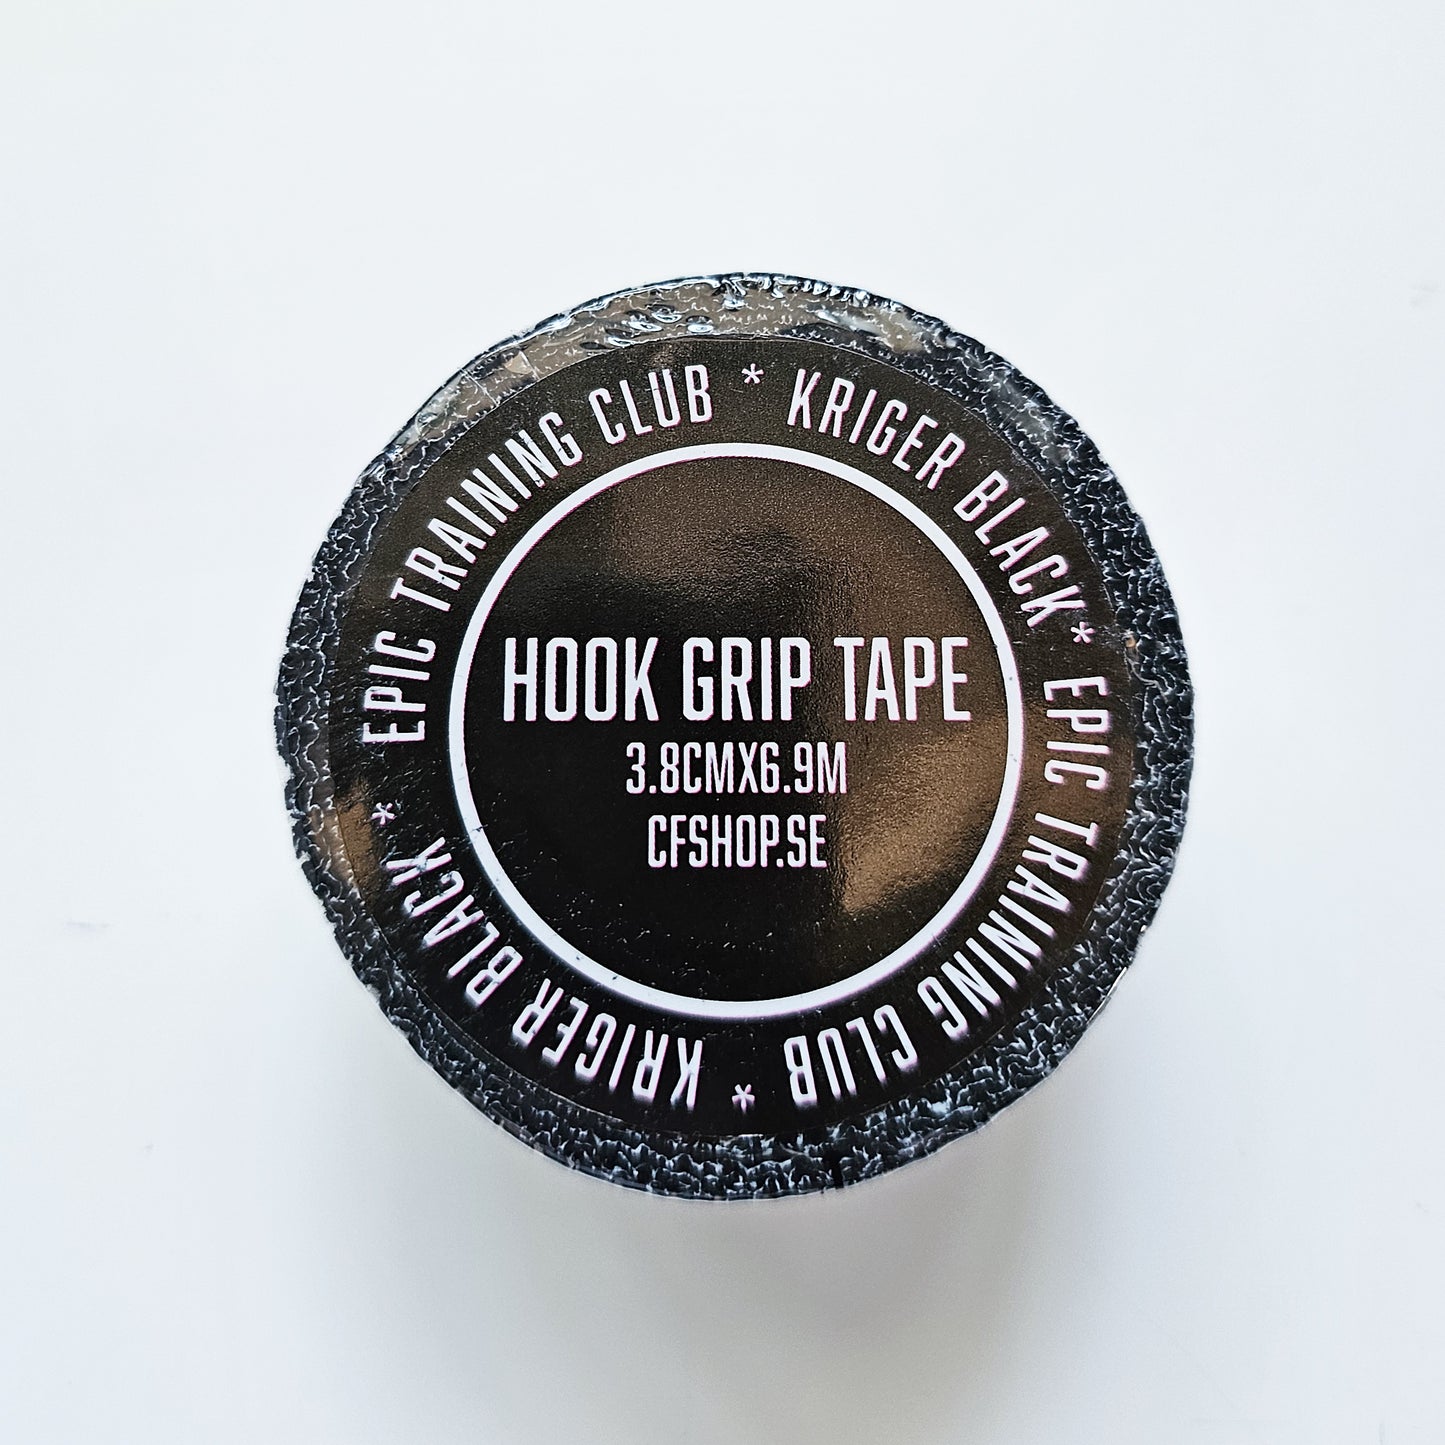 EPIC TRAINING CLUB * KRIGER BLACK * EPIC TRAINING CLUB * KRIGER BLACK *
HOOK GRIP TAPE
3.8CMX6.9M
CFSHOP.SE